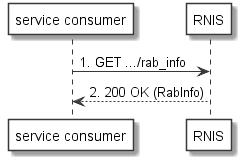 service consumer
RNIS
1. GET .../rab_info
2. 200 OK (RabInfo)
service consumer
RNIS